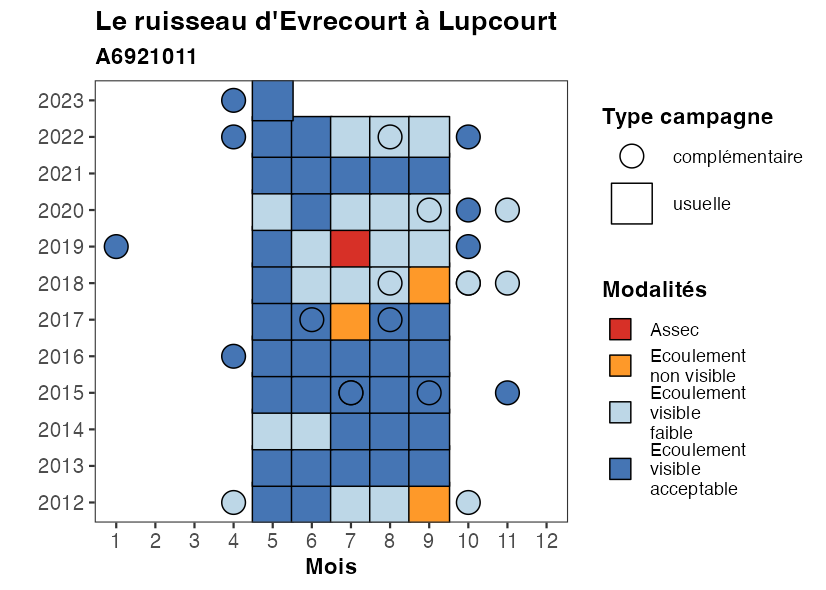 Le ruisseau d'Evrecourt à Lupcourt
A6921011
2023
2022
2021
2020
2019
2018
2017
2016
2015
2014
2013
2012
1 2 3 4 5 6 7 8 9 10 11 12
Mois
Type campagne
complémentaire
usuelle
Modalités
Assec
Ecoulement
non visible
Ecoulement
visible
faible
Ecoulement
visible
acceptable